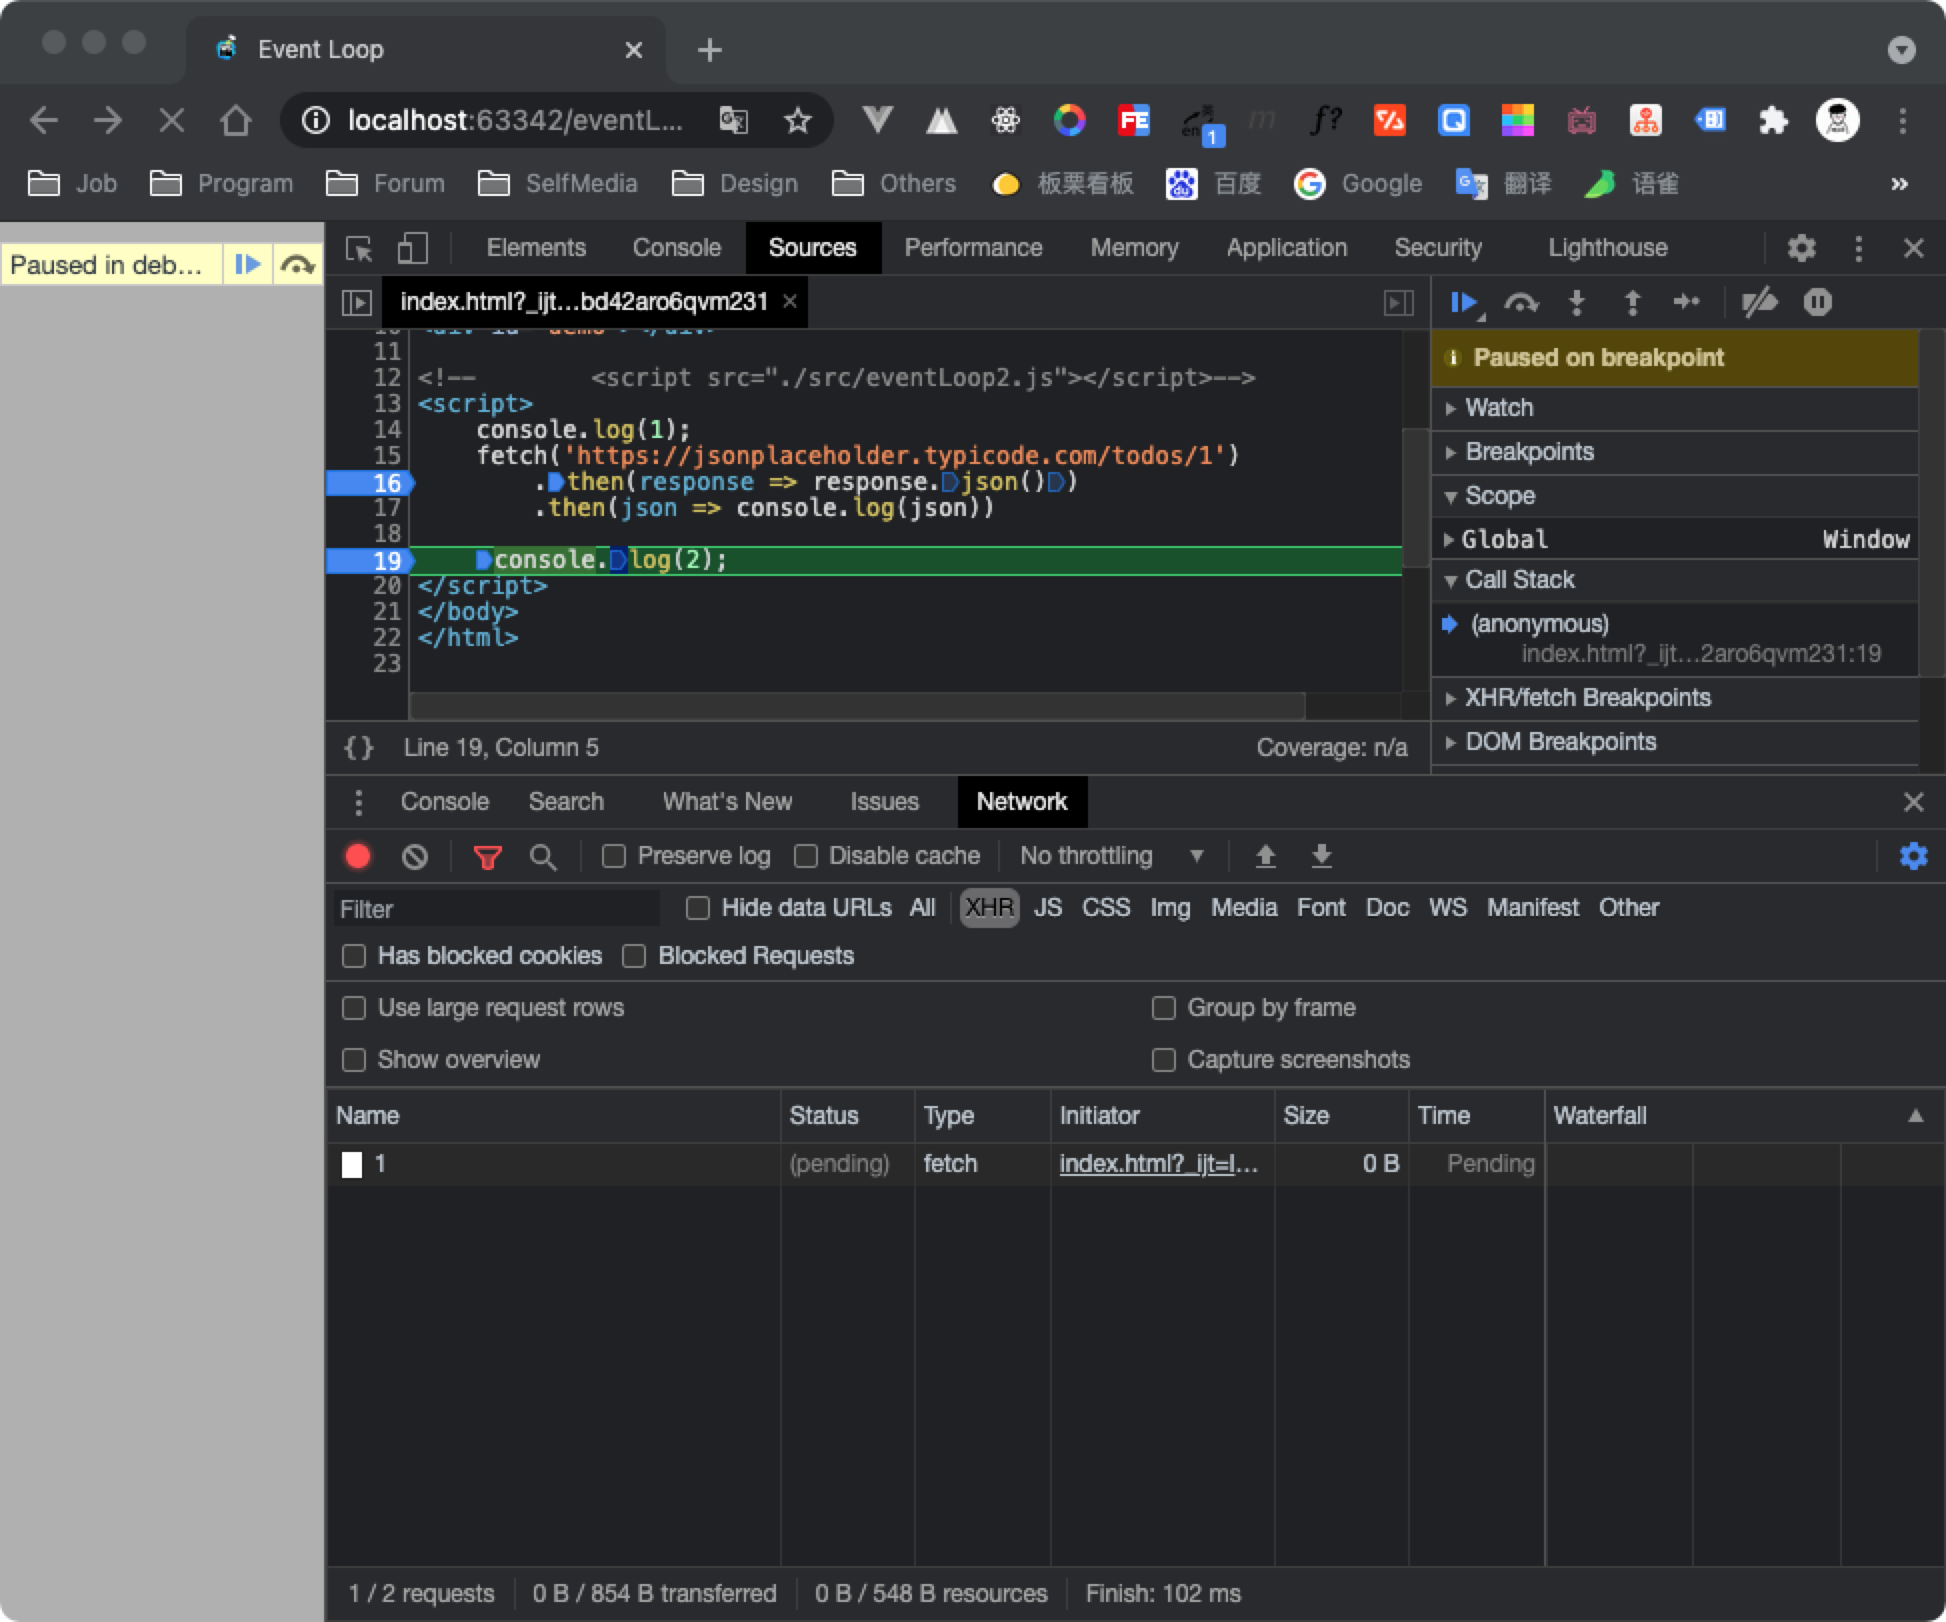 Event Loop
localhost:63342/eventL...
FE
en 英 1
m
f?
Job Program Forum SelfMedia Design Others 板栗看板 百度 Google 翻译 语雀 »
Paused in deb...
Elements Console Sources Performance Memory Application Security Lighthouse
index.html?_ijt...bd42aro6qvm231
11
12 <!-- <script src="./src/eventLoop2.js"></script>-->
13 <script>
14 console.log(1);
15 fetch('https://jsonplaceholder.typicode.com/todos/1')
16 .then(response => response.json())
17 .then(json => console.log(json))
18
19 console.log(2);
20 </script>
21 </body>
22 </html>
23
{} Line 19, Column 5 Coverage: n/a
Paused on breakpoint
Watch
Breakpoints
Scope
Global Window
Call Stack
(anonymous)
index.html?_ijt...2aro6qvm231:19
XHR/fetch Breakpoints
DOM Breakpoints
Console Search What's New Issues Network
Preserve log Disable cache No throttling
Filter Hide data URLs All XHR JS CSS Img Media Font Doc WS Manifest Other
Has blocked cookies Blocked Requests
Use large request rows Group by frame
Show overview Capture screenshots
Name Status Type Initiator Size Time Waterfall
1 (pending) fetch index.html?_ijt=l... 0 B Pending
1 / 2 requests 0 B / 854 B transferred 0 B / 548 B resources Finish: 102 ms